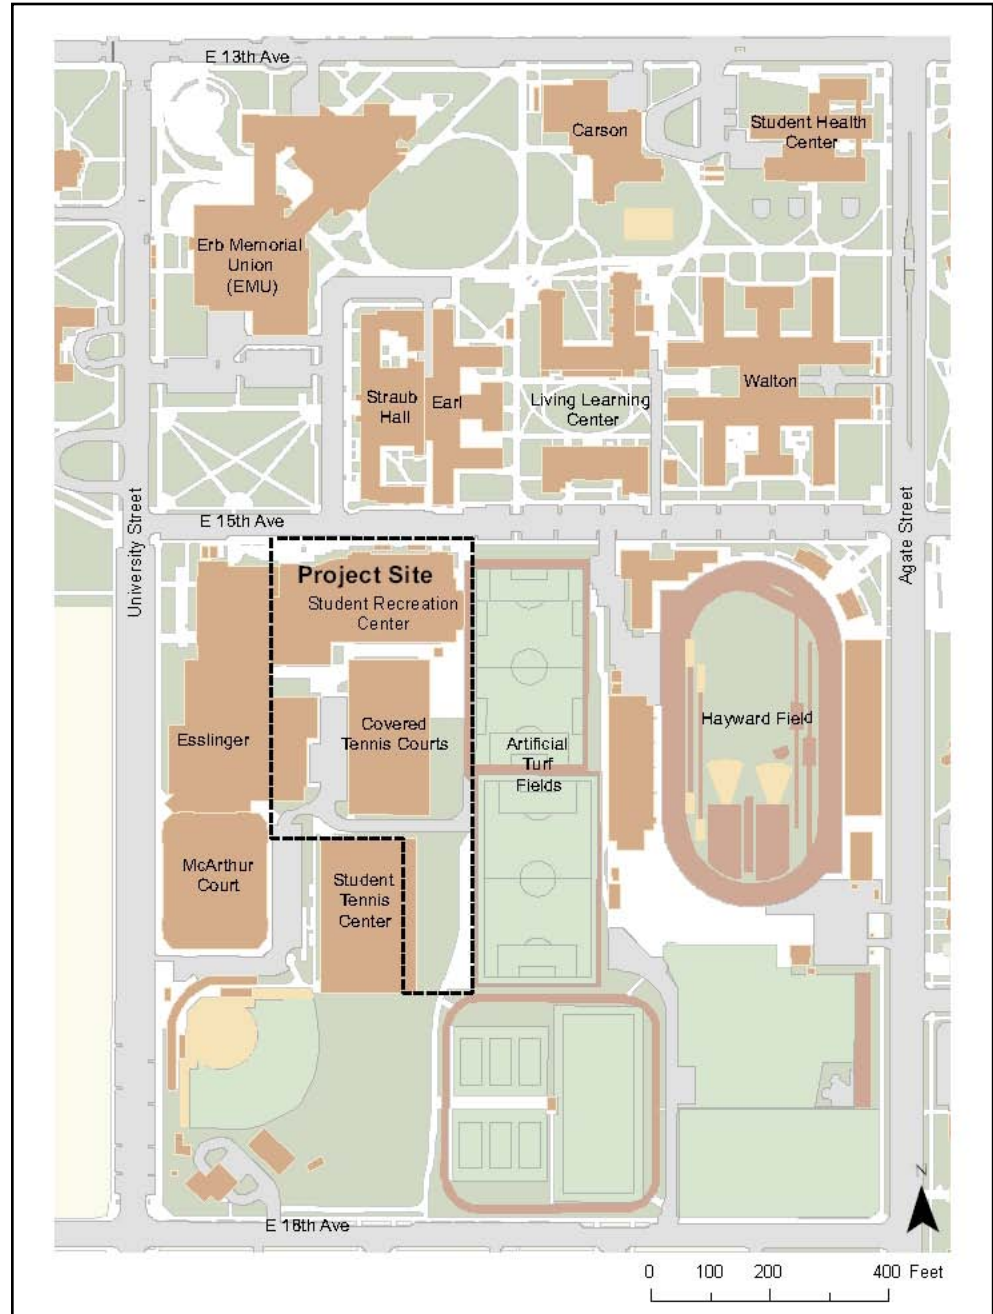 E 13th Ave
Carson
Student Health
Center
Erb Memorial
Union
(EMU)
Straub
Hall
Earl
Living Learning
Center
Walton
University Street
E 15th Ave
Agate Street
Project Site
Student Recreation
Center
Esslinger
Covered
Tennis Courts
Artificial
Turf
Fields
Hayward Field
McArthur
Court
Student
Tennis
Center
E 18th Ave
N
0 100 200 400 Feet